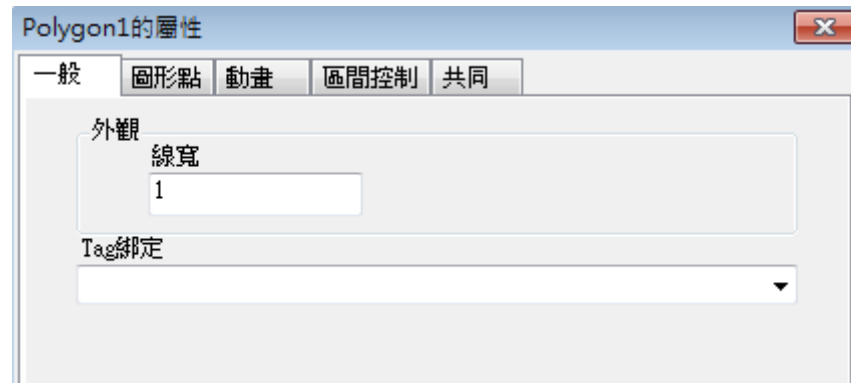 Polygon1的屬性
一般 圖形點 動畫 區間控制 共同
外觀
線寬
1
Tag綁定